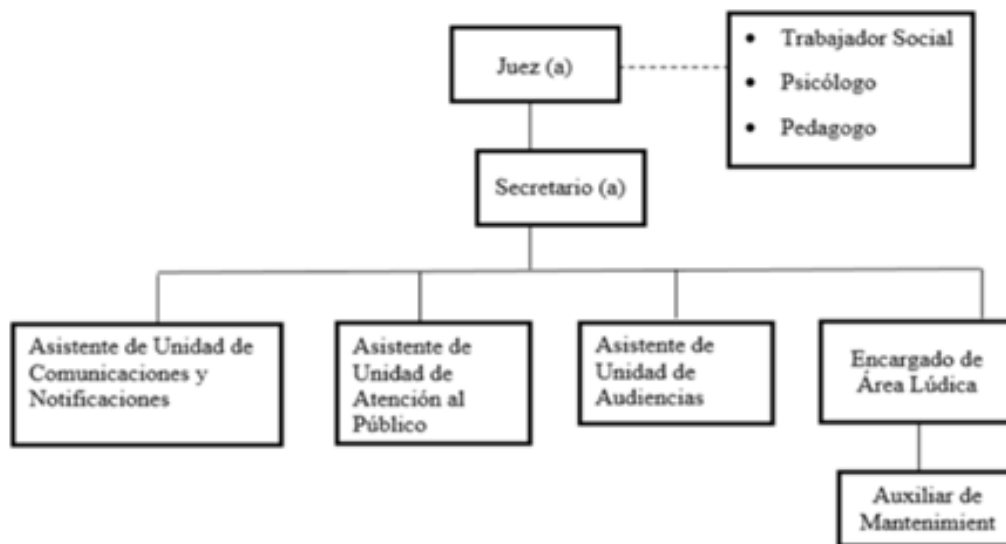 Juez (a)
• Trabajador Social
• Psicólogo
• Pedagogo
Secretario (a)
Asistente de Unidad de
Comunicaciones y
Notificaciones
Asistente de
Unidad de
Atención al
Público
Asistente de
Unidad de
Audiencias
Encargado de
Área Lúdica
Auxiliar de
Mantenimient